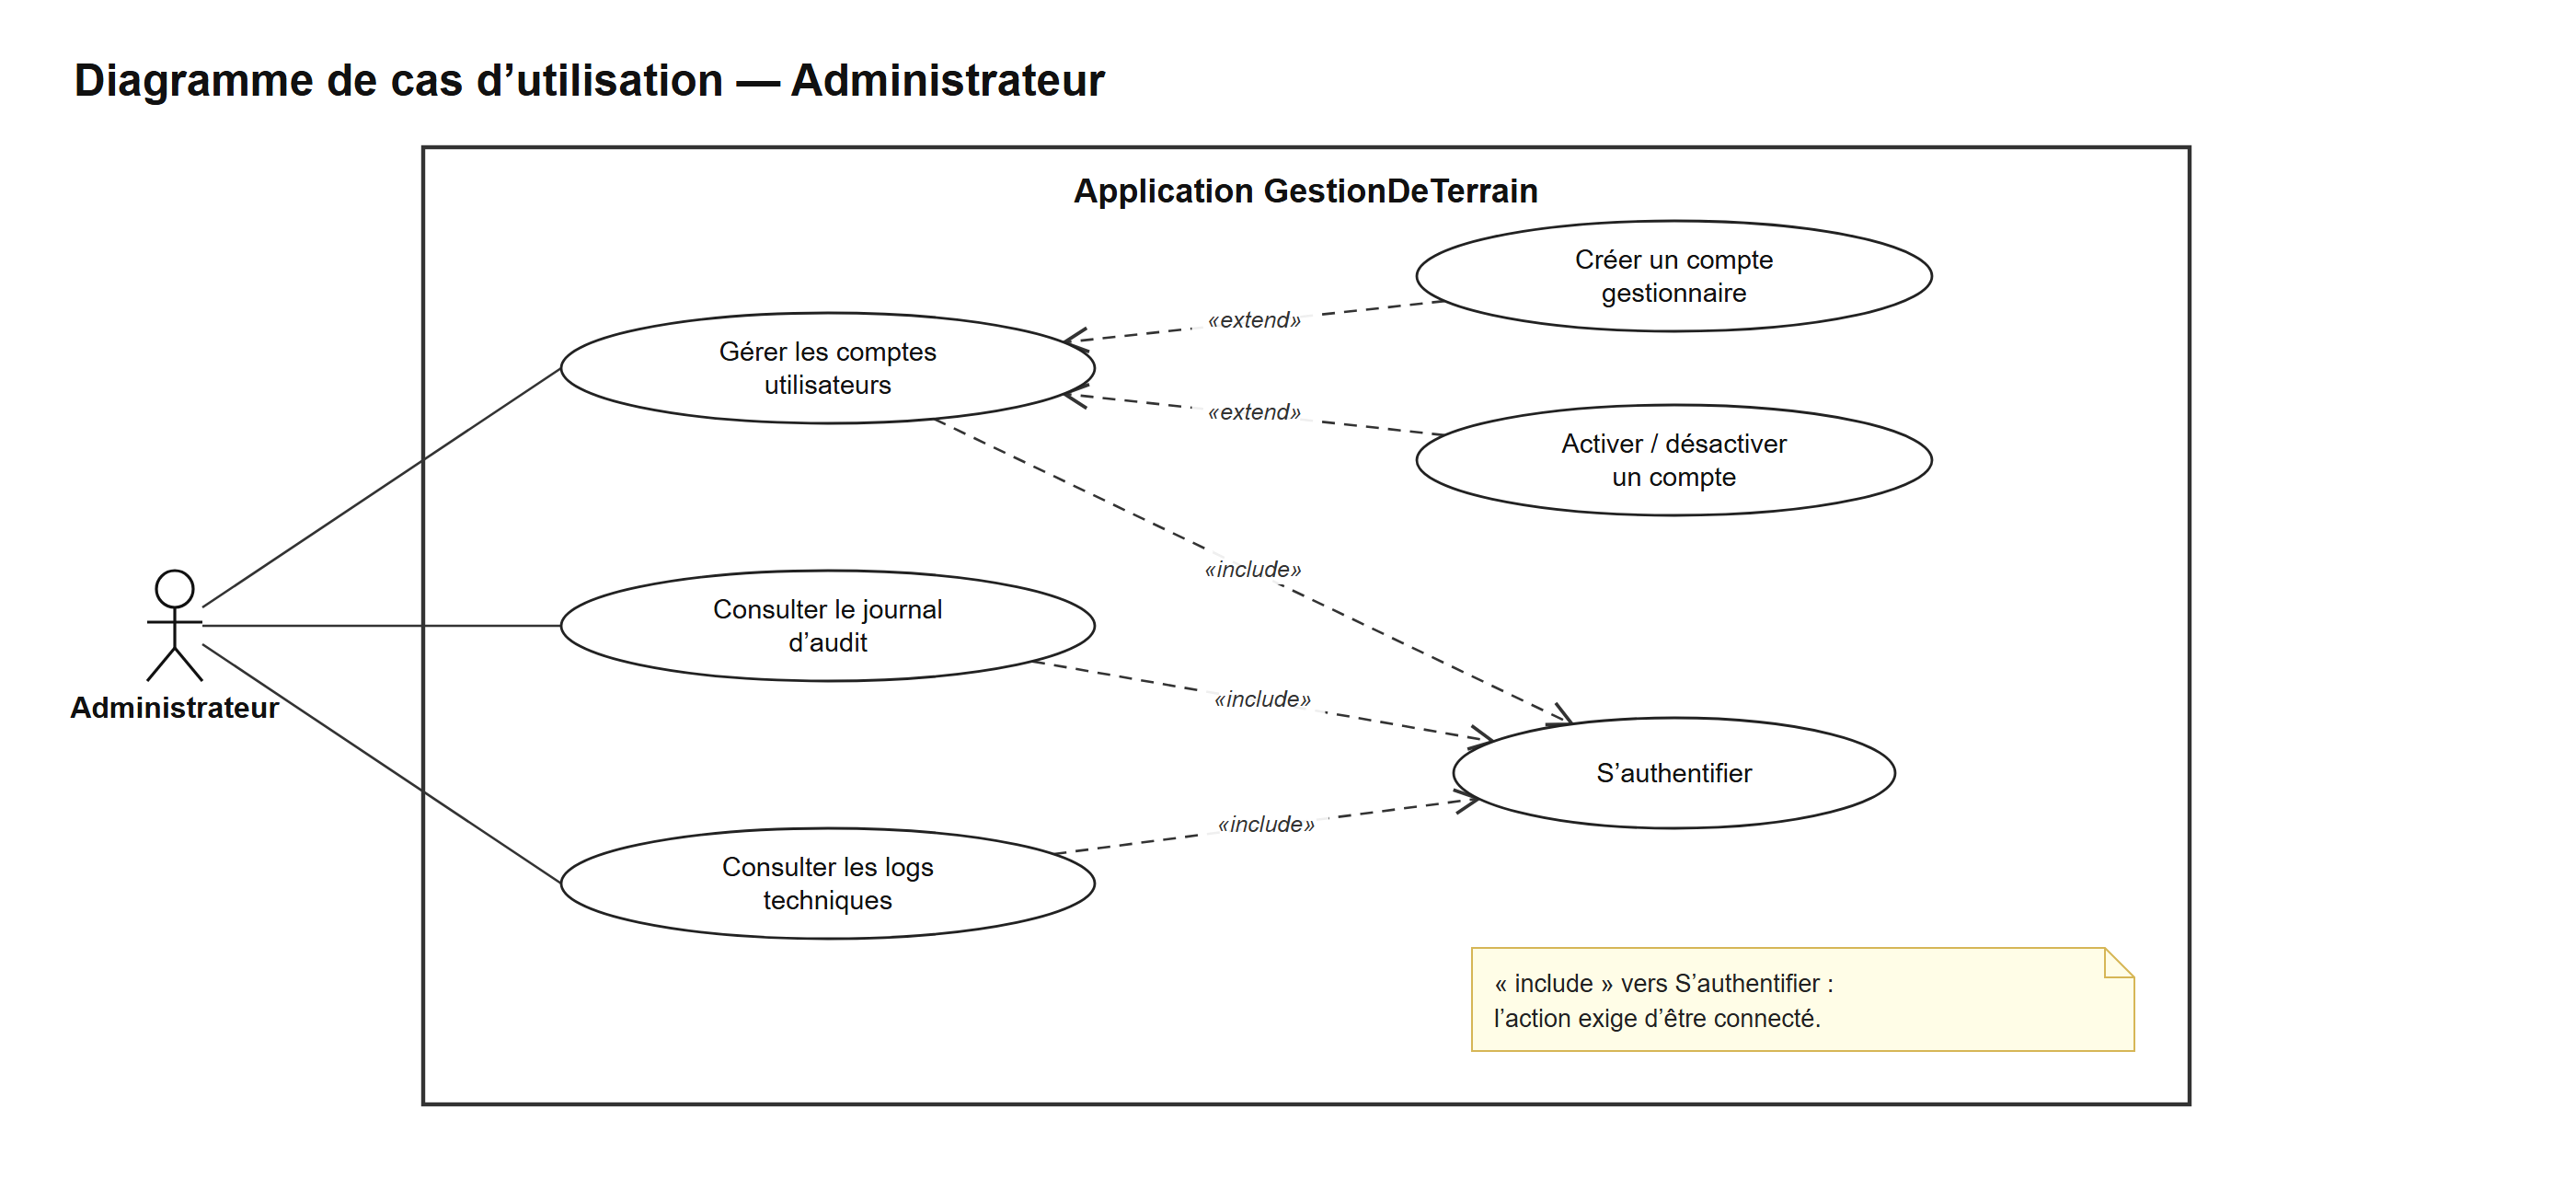 Diagramme de cas d’utilisation — Administrateur
Application GestionDeTerrain
Créer un compte
gestionnaire
«extend»
Gérer les comptes
utilisateurs
«extend»
Activer / désactiver
un compte
«include»
Consulter le journal
d’audit
«include»
Administrateur
S’authentifier
«include»
Consulter les logs
techniques
« include » vers S’authentifier :
l’action exige d’être connecté.